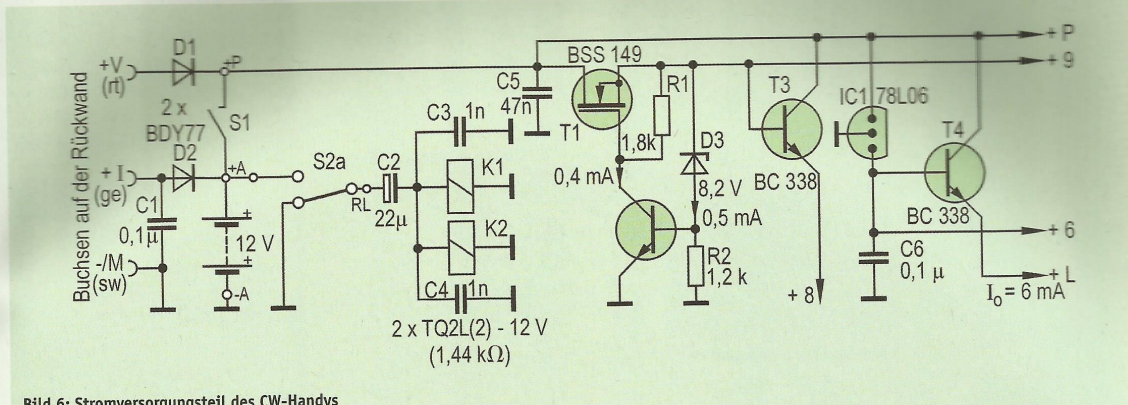 Buchsen auf der Rückwand
+V
(rt)
D1
+P
2 x
BDY77
S1
D2
+ I
(ge)
+A
C1
0,1µ
-/M
(sw)
+
12 V
+
-A
S2a
RL
C2
22µ
C3
1n
K1
K2
C4
1n
2 x TQ2L(2) - 12 V
(1,44 kΩ)
C5
47n
BSS 149
T1
R1
1,8k
0,4 mA
D3
8,2 V
0,5 mA
R2
1,2 k
T3
BC 338
+ 8
IC1
78L06
T4
BC 338
C6
0,1 µ
+ P
+ 9
+ 6
+ L
I₀ = 6 mA
Bild 6: Stromversorgungsteil des CW-Handys